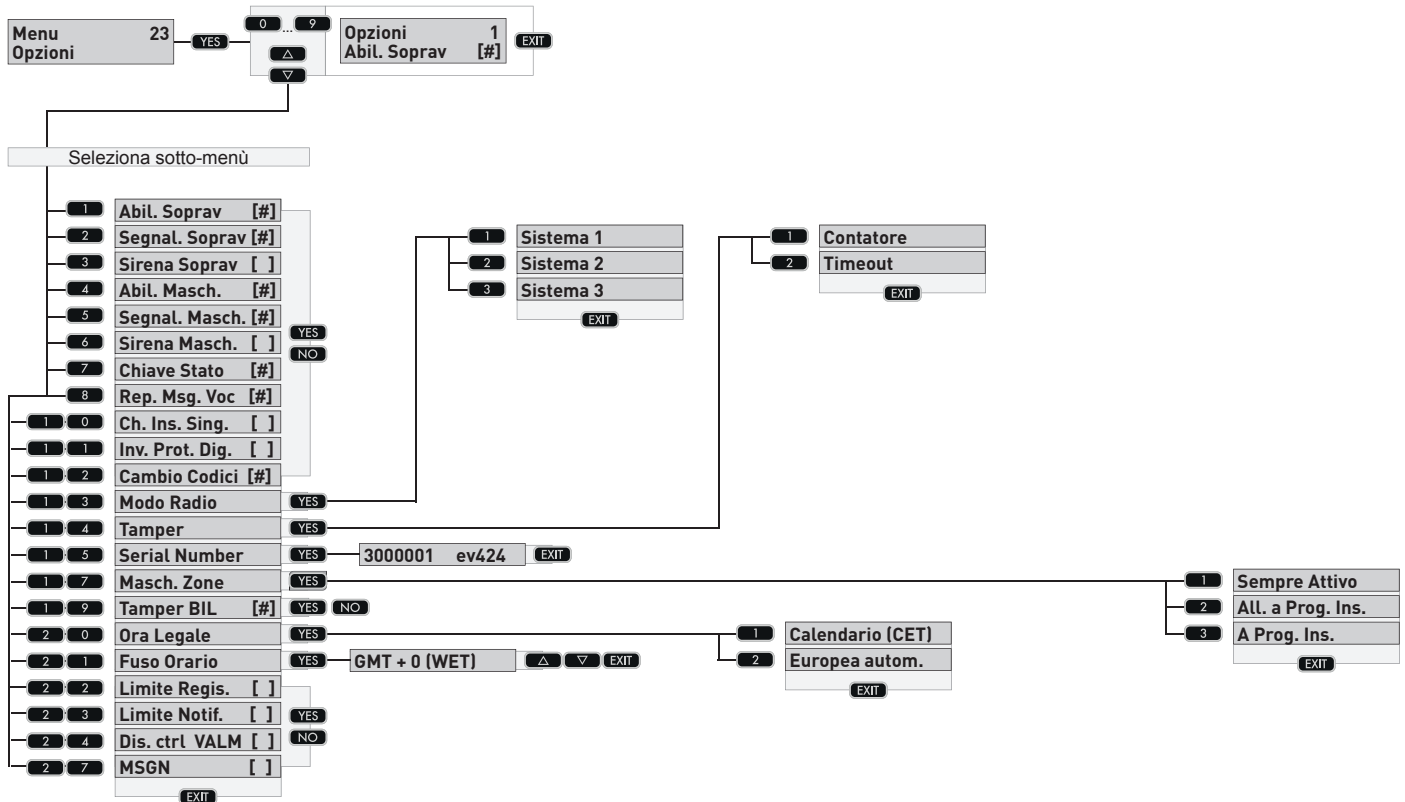 Menu 23
Opzioni
YES
0 ... 9
Opzioni 1
Abil. Soprav [#]
EXIT
Seleziona sotto-menù
1 Abil. Soprav [#]
2 Segnal. Soprav [#]
3 Sirena Soprav [ ]
4 Abil. Masch. [#]
5 Segnal. Masch. [#]
6 Sirena Masch. [ ]
7 Chiave Stato [#]
8 Rep. Msg. Voc [#]
1 0 Ch. Ins. Sing. [ ]
1 1 Inv. Prot. Dig. [ ]
1 2 Cambio Codici [#]
YES
NO
1 3 Modo Radio YES
1 Sistema 1
2 Sistema 2
3 Sistema 3
EXIT
1 4 Tamper YES
1 Contatore
2 Timeout
EXIT
1 5 Serial Number YES 3000001 ev424 EXIT
1 7 Masch. Zone YES
1 Sempre Attivo
2 All. a Prog. Ins.
3 A Prog. Ins.
EXIT
1 9 Tamper BIL [#] YES NO
2 0 Ora Legale YES
1 Calendario (CET)
2 Europea autom.
EXIT
2 1 Fuso Orario YES GMT + 0 (WET) EXIT
2 2 Limite Regis. [ ]
2 3 Limite Notif. [ ]
2 4 Dis. ctrl VALM [ ]
2 7 MSGN [ ]
YES
NO
EXIT